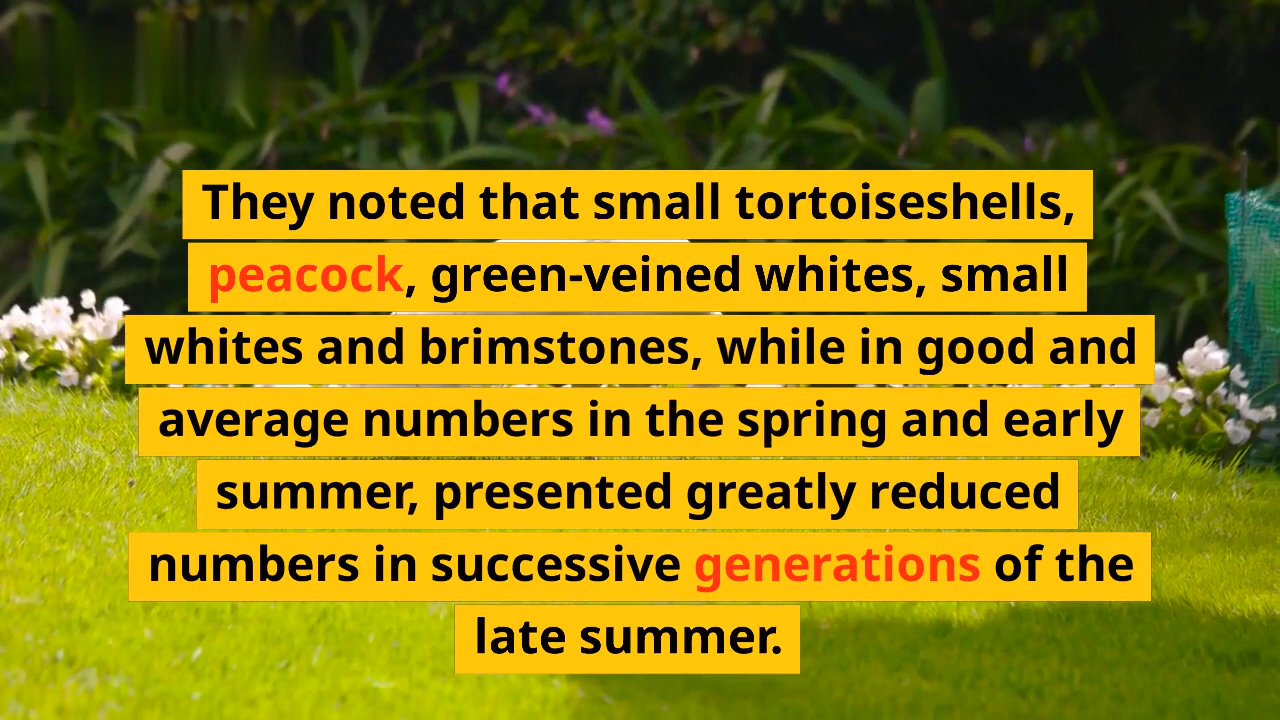 They noted that small tortoiseshells,
peacock, green-veined whites, small
whites and brimstones, while in good and
average numbers in the spring and early
summer, presented greatly reduced
numbers in successive generations of the
late summer.